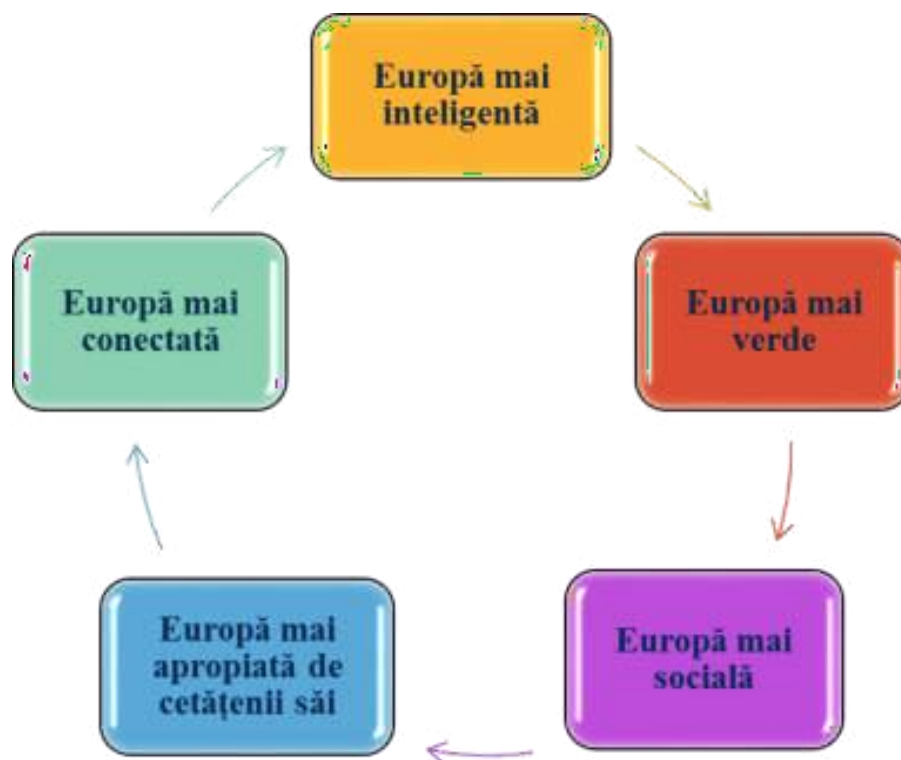 Europă mai
inteligentă
Europă mai
verde
Europă mai
socială
Europă mai
apropiată de
cetățenii săi
Europă mai
conectată